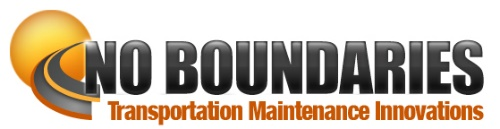 NO BOUNDARIES
Transportation Maintenance Innovations